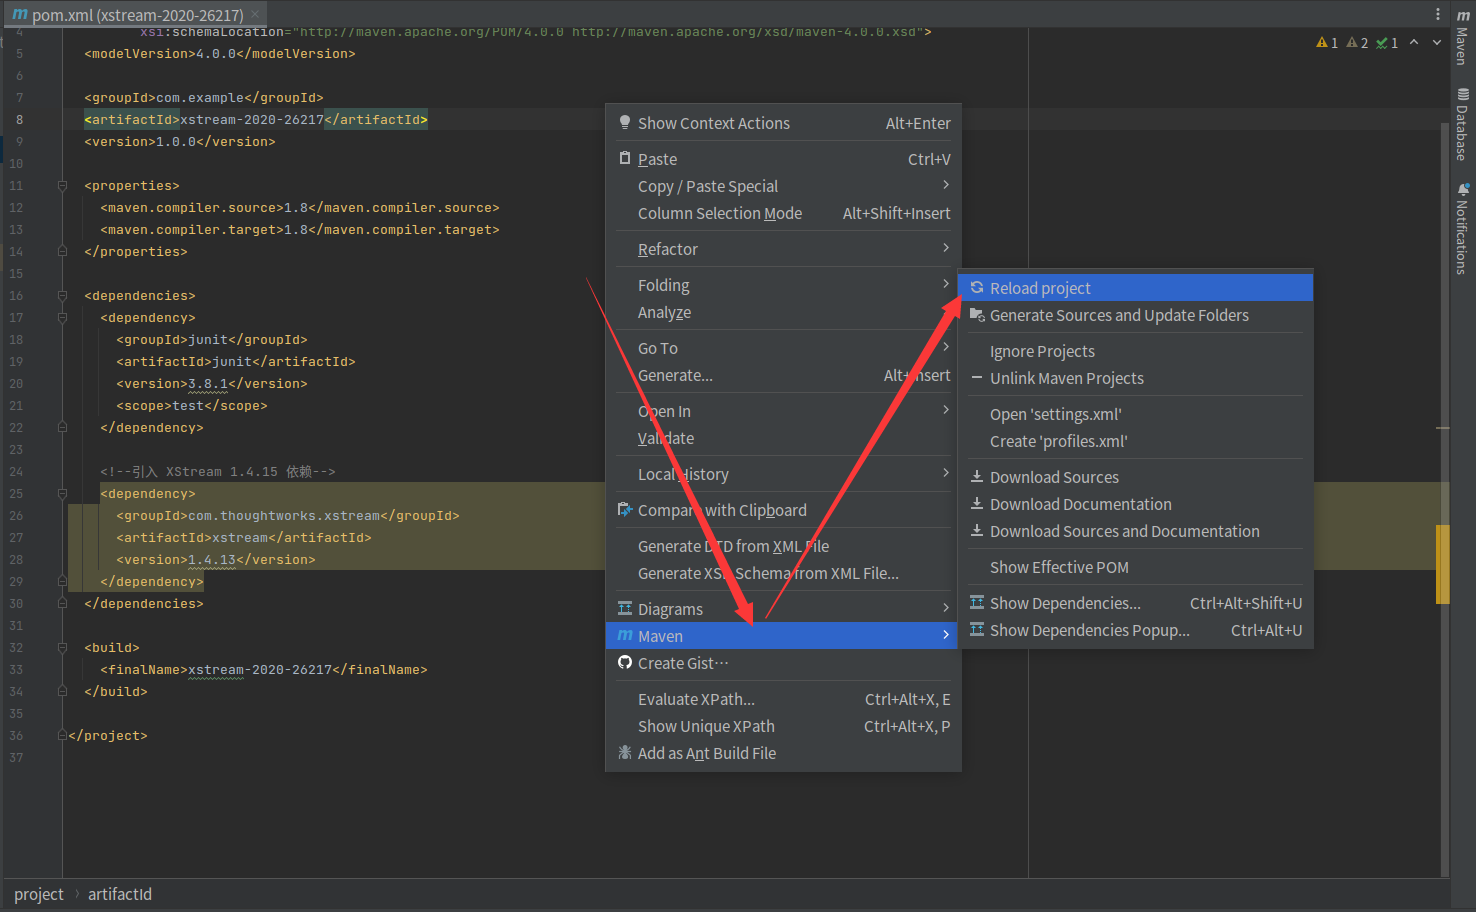 pom.xml (xstream-2020-26217)
4 xsi:schemaLocation="http://maven.apache.org/POM/4.0.0 http://maven.apache.org/xsd/maven-4.0.0.xsd">
5 <modelVersion>4.0.0</modelVersion>
6
7 <groupId>com.example</groupId>
8 <artifactId>xstream-2020-26217</artifactId>
9 <version>1.0.0</version>
10
11 <properties>
12 <maven.compiler.source>1.8</maven.compiler.source>
13 <maven.compiler.target>1.8</maven.compiler.target>
14 </properties>
15
16 <dependencies>
17 <dependency>
18 <groupId>junit</groupId>
19 <artifactId>junit</artifactId>
20 <version>3.8.1</version>
21 <scope>test</scope>
22 </dependency>
23
24 <!--引入 XStream 1.4.15 依赖-->
25 <dependency>
26 <groupId>com.thoughtworks.xstream</groupId>
27 <artifactId>xstream</artifactId>
28 <version>1.4.13</version>
29 </dependency>
30 </dependencies>
31
32 <build>
33 <finalName>xstream-2020-26217</finalName>
34 </build>
35
36 </project>
37
1 2 1
Show Context Actions Alt+Enter
Paste Ctrl+V
Copy / Paste Special
Column Selection Mode Alt+Shift+Insert
Refactor
Folding
Analyze
Go To
Generate... Alt+Insert
Open In
Validate
Local History
Compare with Clipboard
Generate DTD from XML File
Generate XSD Schema from XML File...
Diagrams
Maven
Create Gist...
Evaluate XPath... Ctrl+Alt+X, E
Show Unique XPath Ctrl+Alt+X, P
Add as Ant Build File
Reload project
Generate Sources and Update Folders
Ignore Projects
Unlink Maven Projects
Open 'settings.xml'
Create 'profiles.xml'
Download Sources
Download Documentation
Download Sources and Documentation
Show Effective POM
Show Dependencies... Ctrl+Alt+Shift+U
Show Dependencies Popup... Ctrl+Alt+U
Maven
Database
Notifications
project › artifactId